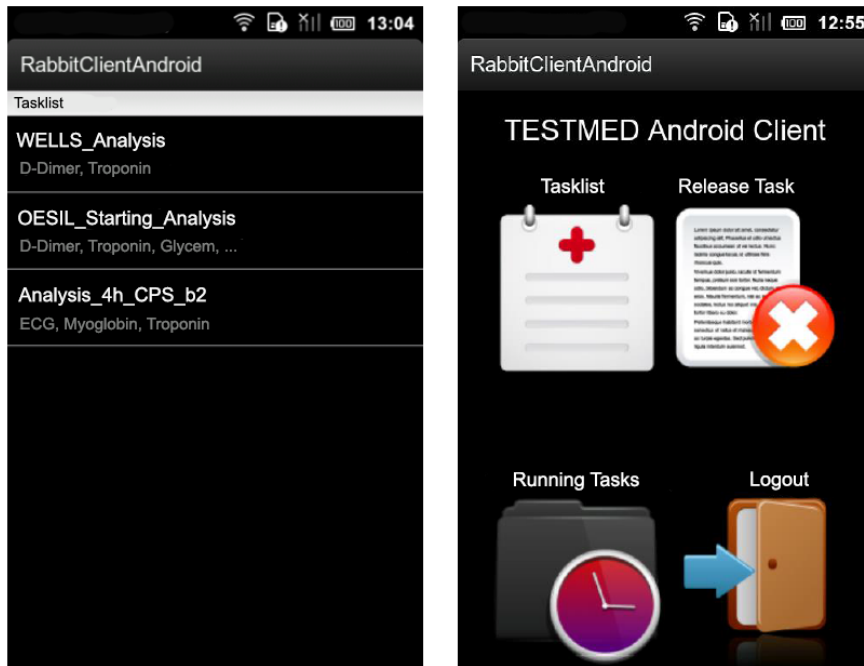 13:04
RabbitClientAndroid
Tasklist
WELLS_Analysis
D-Dimer, Troponin
OESIL_Starting_Analysis
D-Dimer, Troponin, Glycem, ...
Analysis_4h_CPS_b2
ECG, Myoglobin, Troponin
12:55
RabbitClientAndroid
TESTMED Android Client
Tasklist
Release Task
Running Tasks
Logout